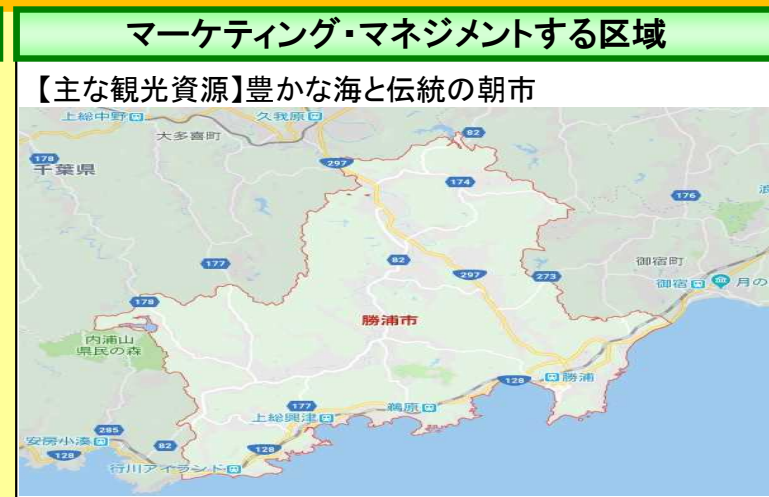 マーケティング・マネジメントする区域
【主な観光資源】豊かな海と伝統の朝市
上総中野
久我原
大多喜町
82
178
千葉県
297
174
176
177
82
297
273
御宿町
御宿
月の
178
勝浦市
内浦山
県民の森
128
勝浦
177
鵜原
上総興津
285
安房小湊
82
128
128
行川アイランド